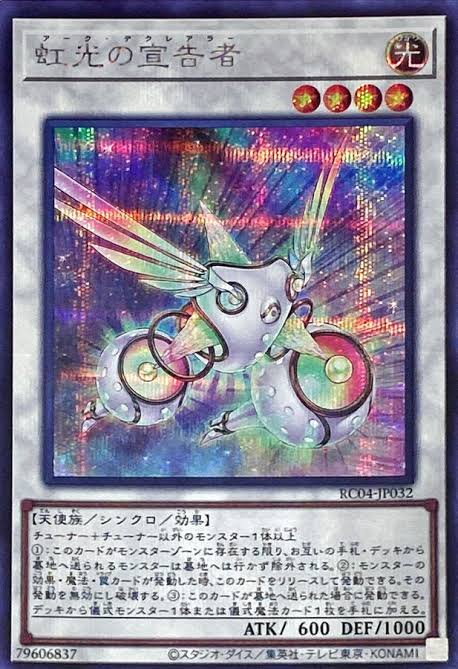 アーク・デクレアラー
虹光の宣告者
光
RC04-JP032
【天使族/シンクロ/効果】
チューナー+チューナー以外のモンスター1体以上
①:このカードがモンスターゾーンに存在する限り、お互いの手札・デッキから
墓地へ送られるモンスターは墓地へは行かず除外される。②:モンスターの
効果・魔法・罠カードが発動した時、このカードをリリースして発動できる。その
発動を無効にし破壊する。③:このカードが墓地へ送られた場合に発動できる。
デッキから儀式モンスター1体または儀式魔法カード1枚を手札に加える。
ATK/ 600 DEF/1000
79606837
©スタジオ・ダイス/集英社・テレビ東京・KONAMI